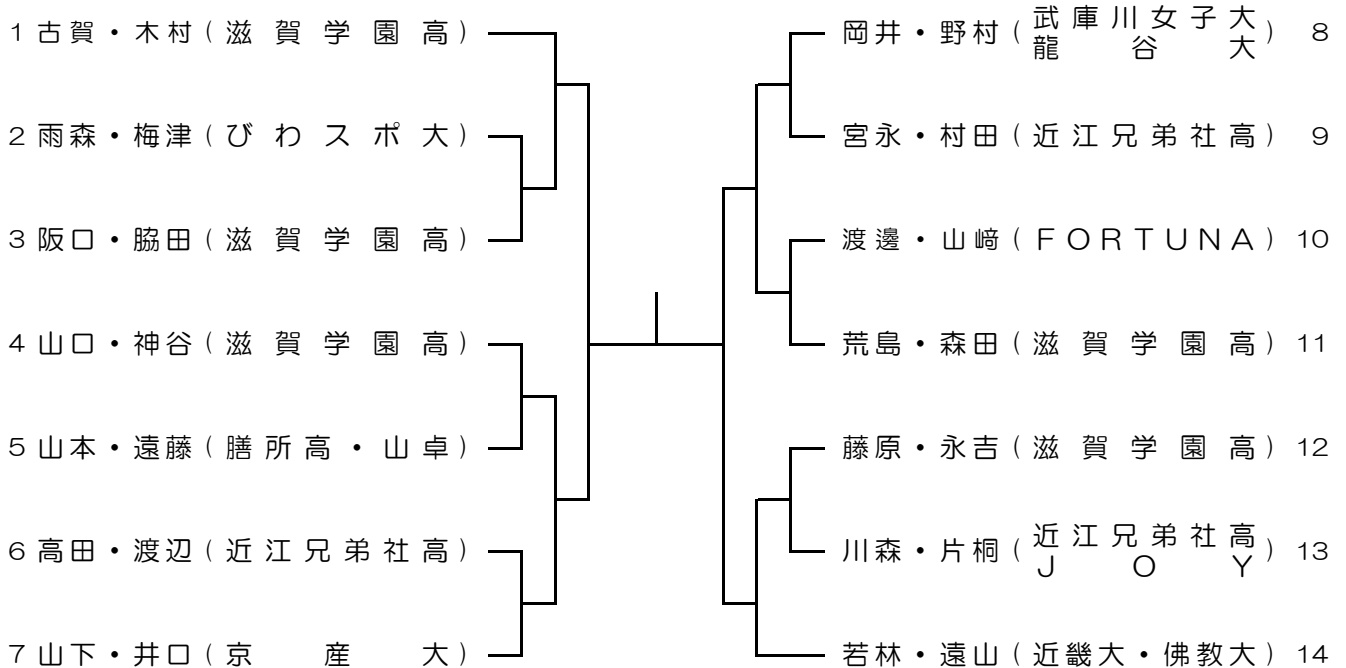 1 古賀・木村(滋賀学園高)
2 雨森・梅津(びわスポ大)
3 阪口・脇田(滋賀学園高)
4 山口・神谷(滋賀学園高)
5 山本・遠藤(膳所高・山卓)
6 高田・渡辺(近江兄弟社高)
7 山下・井口(京産大)
岡井・野村(武庫川女子大
龍谷大) 8
宮永・村田(近江兄弟社高) 9
渡邊・山﨑(FORTUNA) 10
荒島・森田(滋賀学園高) 11
藤原・永吉(滋賀学園高) 12
川森・片桐(近江兄弟社高
JOY) 13
若林・遠山(近畿大・佛教大) 14